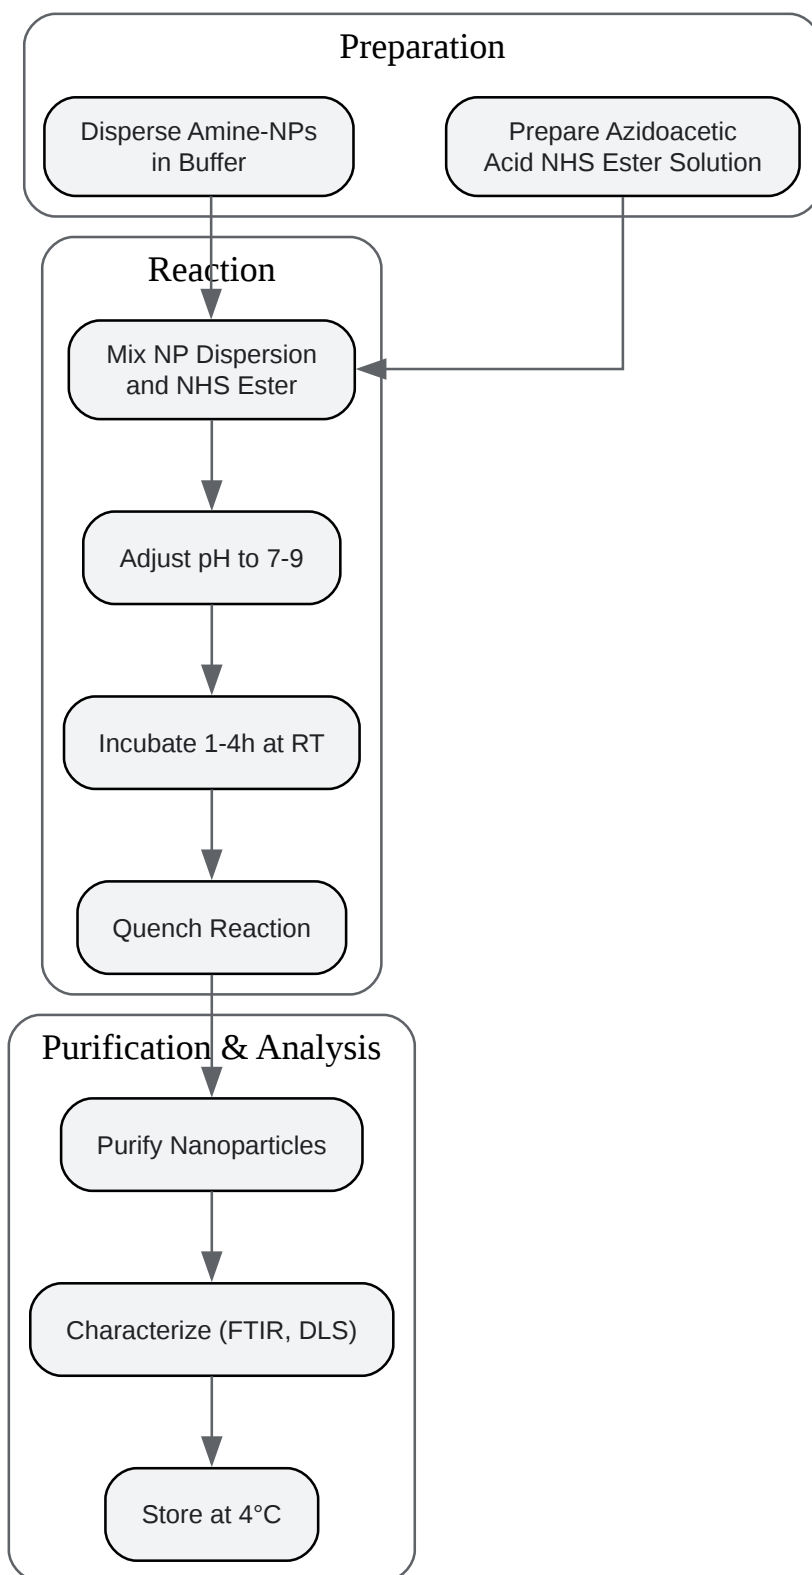 Preparation
Disperse Amine-NPs
in Buffer
Prepare Azidoacetic
Acid NHS Ester Solution
Reaction
Mix NP Dispersion
and NHS Ester
Adjust pH to 7-9
Incubate 1-4h at RT
Quench Reaction
Purification & Analysis
Purify Nanoparticles
Characterize (FTIR, DLS)
Store at 4°C